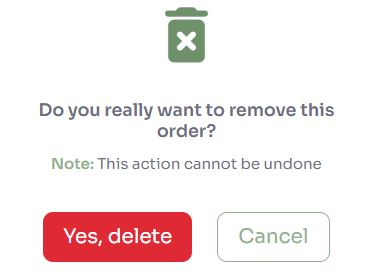 Do you really want to remove this
order?
Note: This action cannot be undone
Yes, delete
Cancel